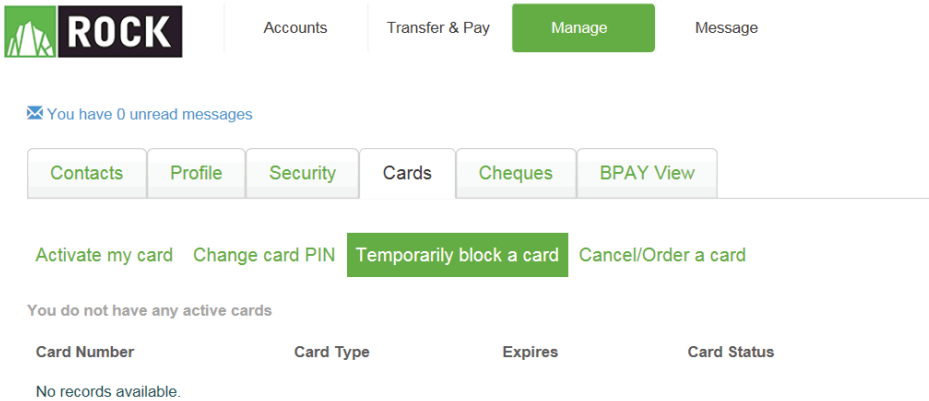 ROCK Accounts Transfer & Pay Manage Message
You have 0 unread messages
Contacts Profile Security Cards Cheques BPAY View
Activate my card Change card PIN Temporarily block a card Cancel/Order a card
You do not have any active cards
Card Number Card Type Expires Card Status
No records available.